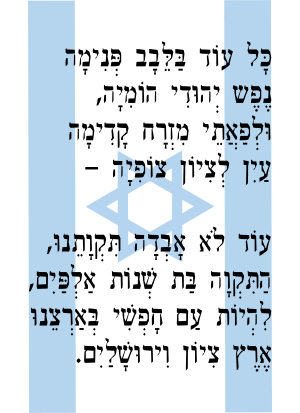 כָּל עוֹד בַּלֵּבָב פְּנִימָה
נֶפֶשׁ יְהוּדִי הוֹמִיָּה,
וּלְפַאֲתֵי מִזְרָח קָדִימָה
עַיִן לְצִיּוֹן צוֹפִיָּה –
עוֹד לֹא אָבְדָה תִּקְוָתֵנוּ,
הַתִּקְוָה בַּת שְׁנוֹת אַלְפַּיִם,
לִהְיוֹת עַם חָפְשִׁי בְּאַרְצֵנוּ
אֶרֶץ צִיּוֹן וִירוּשָׁלַיִם.